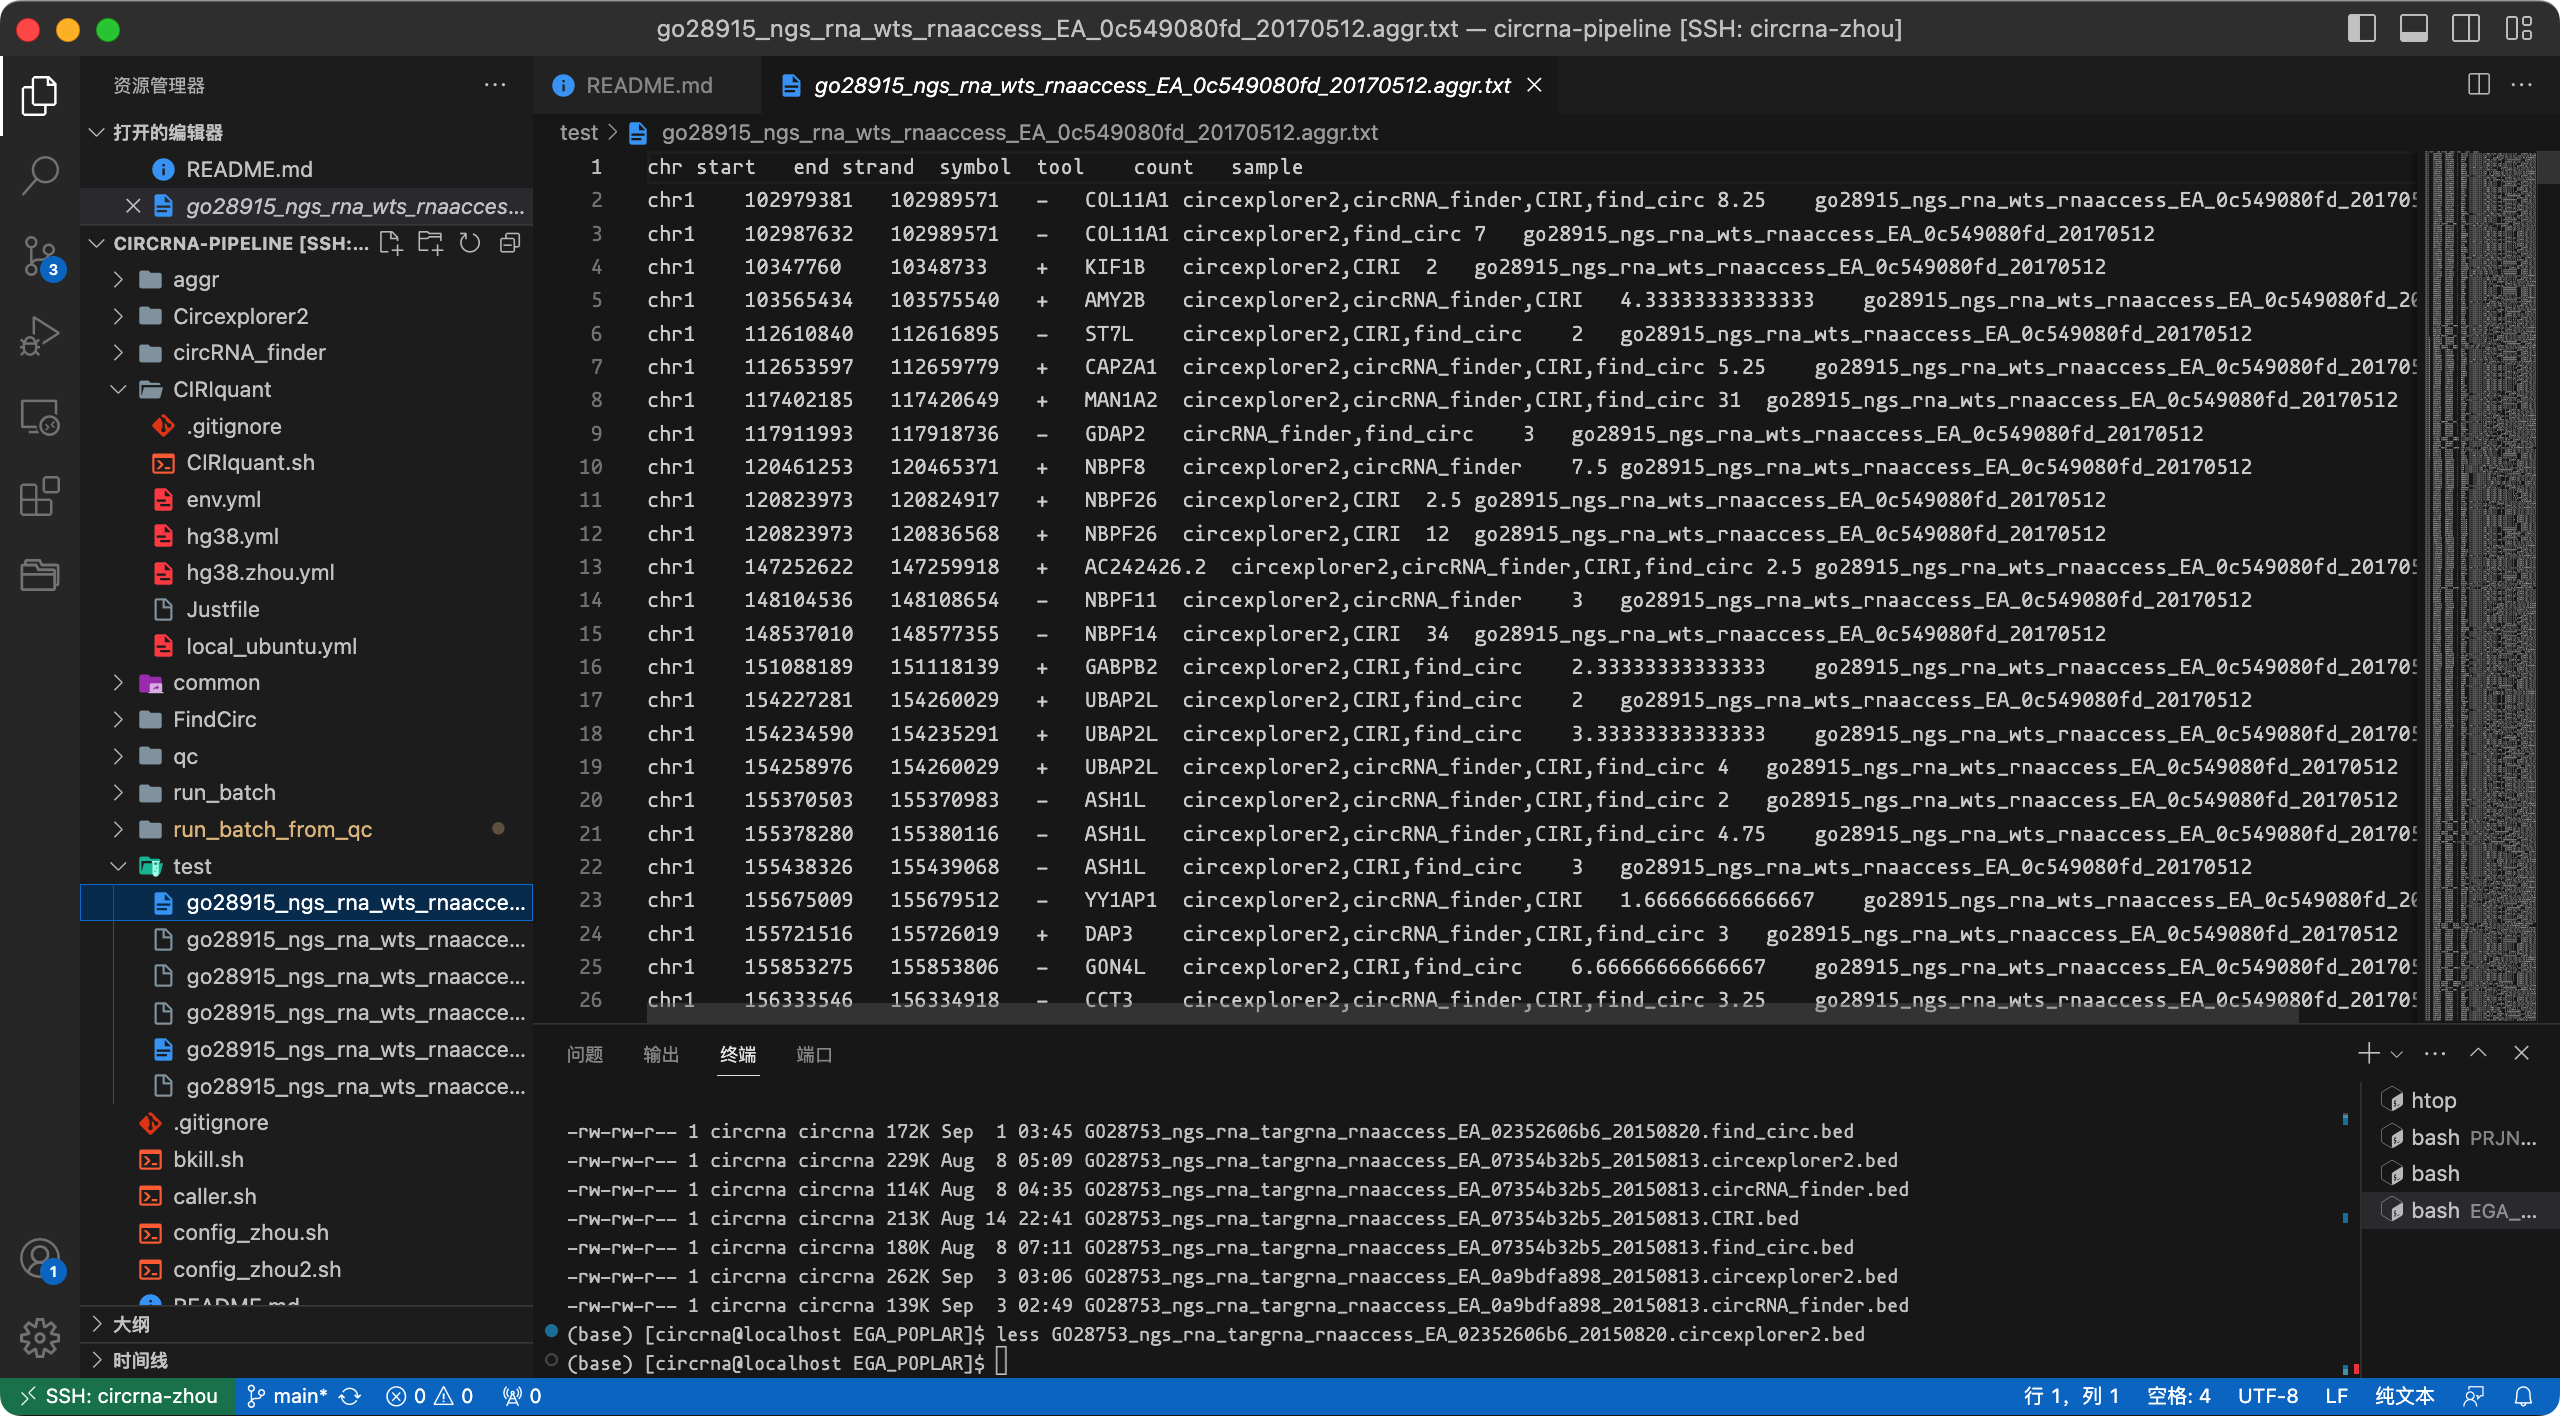 go28915_ngs_rna_wts_rnaaccess_EA_0c549080fd_20170512.aggr.txt — circrna-pipeline [SSH: circrna-zhou]
资源管理器
打开的编辑器
README.md
go28915_ngs_rna_wts_rnaacces...
CIRCRNA-PIPELINE [SSH:...
aggr
Circexplorer2
circRNA_finder
CIRIquant
.gitignore
CIRIquant.sh
env.yml
hg38.yml
hg38.zhou.yml
Justfile
local_ubuntu.yml
common
FindCirc
qc
run_batch
run_batch_from_qc
test
go28915_ngs_rna_wts_rnaacce...
go28915_ngs_rna_wts_rnaacce...
go28915_ngs_rna_wts_rnaacce...
go28915_ngs_rna_wts_rnaacce...
go28915_ngs_rna_wts_rnaacce...
go28915_ngs_rna_wts_rnaacce...
.gitignore
bkill.sh
caller.sh
config_zhou.sh
config_zhou2.sh
README.md
大纲
时间线
3
1
README.md
go28915_ngs_rna_wts_rnaaccess_EA_0c549080fd_20170512.aggr.txt
test > go28915_ngs_rna_wts_rnaaccess_EA_0c549080fd_20170512.aggr.txt
1 chr start end strand symbol tool count sample
2 chr1 102979381 102989571 - COL11A1 circexplorer2,circRNA_finder,CIRI,find_circ 8.25 go28915_ngs_rna_wts_rnaaccess_EA_0c549080fd_201705
3 chr1 102987632 102989571 - COL11A1 circexplorer2,find_circ 7 go28915_ngs_rna_wts_rnaaccess_EA_0c549080fd_20170512
4 chr1 10347760 10348733 + KIF1B circexplorer2,CIRI 2 go28915_ngs_rna_wts_rnaaccess_EA_0c549080fd_20170512
5 chr1 103565434 103575540 + AMY2B circexplorer2,circRNA_finder,CIRI 4.33333333333333 go28915_ngs_rna_wts_rnaaccess_EA_0c549080fd_20
6 chr1 112610840 112616895 - ST7L circexplorer2,CIRI,find_circ 2 go28915_ngs_rna_wts_rnaaccess_EA_0c549080fd_20170512
7 chr1 112653597 112659779 + CAPZA1 circexplorer2,circRNA_finder,CIRI,find_circ 5.25 go28915_ngs_rna_wts_rnaaccess_EA_0c549080fd_201705
8 chr1 117402185 117420649 + MAN1A2 circexplorer2,circRNA_finder,CIRI,find_circ 31 go28915_ngs_rna_wts_rnaaccess_EA_0c549080fd_20170512
9 chr1 117911993 117918736 - GDAP2 circRNA_finder,find_circ 3 go28915_ngs_rna_wts_rnaaccess_EA_0c549080fd_20170512
10 chr1 120461253 120465371 + NBPF8 circexplorer2,circRNA_finder 7.5 go28915_ngs_rna_wts_rnaaccess_EA_0c549080fd_20170512
11 chr1 120823973 120824917 + NBPF26 circexplorer2,CIRI 2.5 go28915_ngs_rna_wts_rnaaccess_EA_0c549080fd_20170512
12 chr1 120823973 120836568 + NBPF26 circexplorer2,CIRI 12 go28915_ngs_rna_wts_rnaaccess_EA_0c549080fd_20170512
13 chr1 147252622 147259918 + AC242426.2 circexplorer2,circRNA_finder,CIRI,find_circ 2.5 go28915_ngs_rna_wts_rnaaccess_EA_0c549080fd_201705
14 chr1 148104536 148108654 - NBPF11 circexplorer2,circRNA_finder 3 go28915_ngs_rna_wts_rnaaccess_EA_0c549080fd_20170512
15 chr1 148537010 148577355 - NBPF14 circexplorer2,CIRI 34 go28915_ngs_rna_wts_rnaaccess_EA_0c549080fd_20170512
16 chr1 151088189 151118139 + GABPB2 circexplorer2,CIRI,find_circ 2.33333333333333 go28915_ngs_rna_wts_rnaaccess_EA_0c549080fd_201705
17 chr1 154227281 154260029 + UBAP2L circexplorer2,CIRI,find_circ 2 go28915_ngs_rna_wts_rnaaccess_EA_0c549080fd_20170512
18 chr1 154234590 154235291 + UBAP2L circexplorer2,CIRI,find_circ 3.33333333333333 go28915_ngs_rna_wts_rnaaccess_EA_0c549080fd_201705
19 chr1 154258976 154260029 + UBAP2L circexplorer2,circRNA_finder,CIRI,find_circ 4 go28915_ngs_rna_wts_rnaaccess_EA_0c549080fd_20170512
20 chr1 155370503 155370983 - ASH1L circexplorer2,circRNA_finder,CIRI,find_circ 2 go28915_ngs_rna_wts_rnaaccess_EA_0c549080fd_20170512
21 chr1 155378280 155380116 - ASH1L circexplorer2,circRNA_finder,CIRI,find_circ 4.75 go28915_ngs_rna_wts_rnaaccess_EA_0c549080fd_201705
22 chr1 155438326 155439068 - ASH1L circexplorer2,CIRI,find_circ 3 go28915_ngs_rna_wts_rnaaccess_EA_0c549080fd_20170512
23 chr1 155675009 155679512 - YY1AP1 circexplorer2,circRNA_finder,CIRI 1.66666666666667 go28915_ngs_rna_wts_rnaaccess_EA_0c549080fd_20
24 chr1 155721516 155726019 + DAP3 circexplorer2,circRNA_finder,CIRI,find_circ 3 go28915_ngs_rna_wts_rnaaccess_EA_0c549080fd_20170512
25 chr1 155853275 155853806 - GON4L circexplorer2,CIRI,find_circ 6.66666666666667 go28915_ngs_rna_wts_rnaaccess_EA_0c549080fd_201705
26 chr1 156333546 156334918 - CCT3 circexplorer2,circRNA_finder,CIRI,find_circ 3.25 go28915_ngs_rna_wts_rnaaccess_EA_0c549080fd_201705
问题 输出 终端 端口
-rw-rw-r-- 1 circrna circrna 172K Sep  1 03:45 GO28753_ngs_rna_targrna_rnaaccess_EA_02352606b6_20150820.find_circ.bed
-rw-rw-r-- 1 circrna circrna 229K Aug  8 05:09 GO28753_ngs_rna_targrna_rnaaccess_EA_07354b32b5_20150813.circexplorer2.bed
-rw-rw-r-- 1 circrna circrna 114K Aug  8 04:35 GO28753_ngs_rna_targrna_rnaaccess_EA_07354b32b5_20150813.circRNA_finder.bed
-rw-rw-r-- 1 circrna circrna 213K Aug 14 22:41 GO28753_ngs_rna_targrna_rnaaccess_EA_07354b32b5_20150813.CIRI.bed
-rw-rw-r-- 1 circrna circrna 180K Aug  8 07:11 GO28753_ngs_rna_targrna_rnaaccess_EA_07354b32b5_20150813.find_circ.bed
-rw-rw-r-- 1 circrna circrna 262K Sep  3 03:06 GO28753_ngs_rna_targrna_rnaaccess_EA_0a9bdfa898_20150813.circexplorer2.bed
-rw-rw-r-- 1 circrna circrna 139K Sep  3 02:49 GO28753_ngs_rna_targrna_rnaaccess_EA_0a9bdfa898_20150813.circRNA_finder.bed
(base) [circrna@localhost EGA_POPLAR]$ less GO28753_ngs_rna_targrna_rnaaccess_EA_02352606b6_20150820.circexplorer2.bed
(base) [circrna@localhost EGA_POPLAR]$
htop
bash PRJN...
bash
bash EGA_...
SSH: circrna-zhou main* 0 0 0 行 1，列 1 空格: 4 UTF-8 LF 纯文本